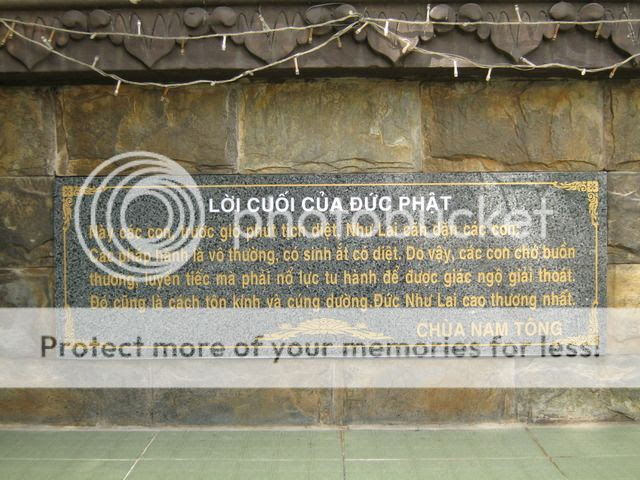 LỜI CUỐI CỦA ĐỨC PHẬT
Này các con, trước giờ phút tịch diệt, Như Lai căn dặn các con:
Các pháp hành là vô thường, có sinh ắt có diệt. Do vậy, các con chớ buồn
thương, luyến tiếc mà phải nổ lực tu hành để được giác ngộ giải thoát.
Đó cũng là cách tôn kính và cúng dường Đức Như Lai cao thượng nhất.
CHÙA NAM TÔNG
photobucket
Protect more of your memories for less!